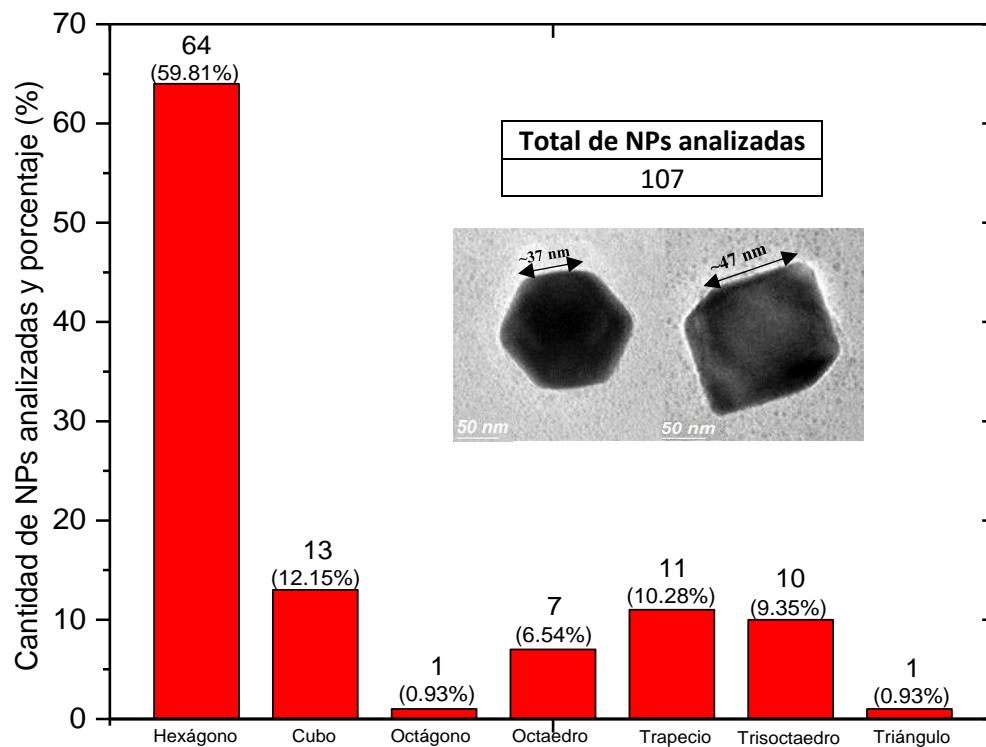 Cantidad de NPs analizadas y porcentaje (%)
70
60
50
40
30
20
10
0
64
(59.81%)
13
(12.15%)
1
(0.93%)
7
(6.54%)
11
(10.28%)
10
(9.35%)
1
(0.93%)
Total de NPs analizadas
107
~37 nm
50 nm
~47 nm
50 nm
Hexágono
Cubo
Octágono
Octaedro
Trapecio
Trisoctaedro
Triángulo